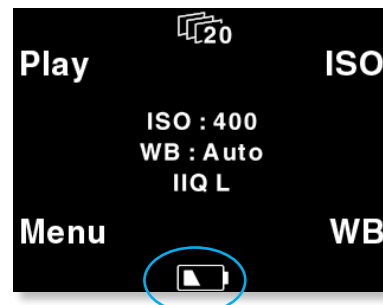 20
Play ISO
ISO : 400
WB : Auto
IIQ L
Menu WB